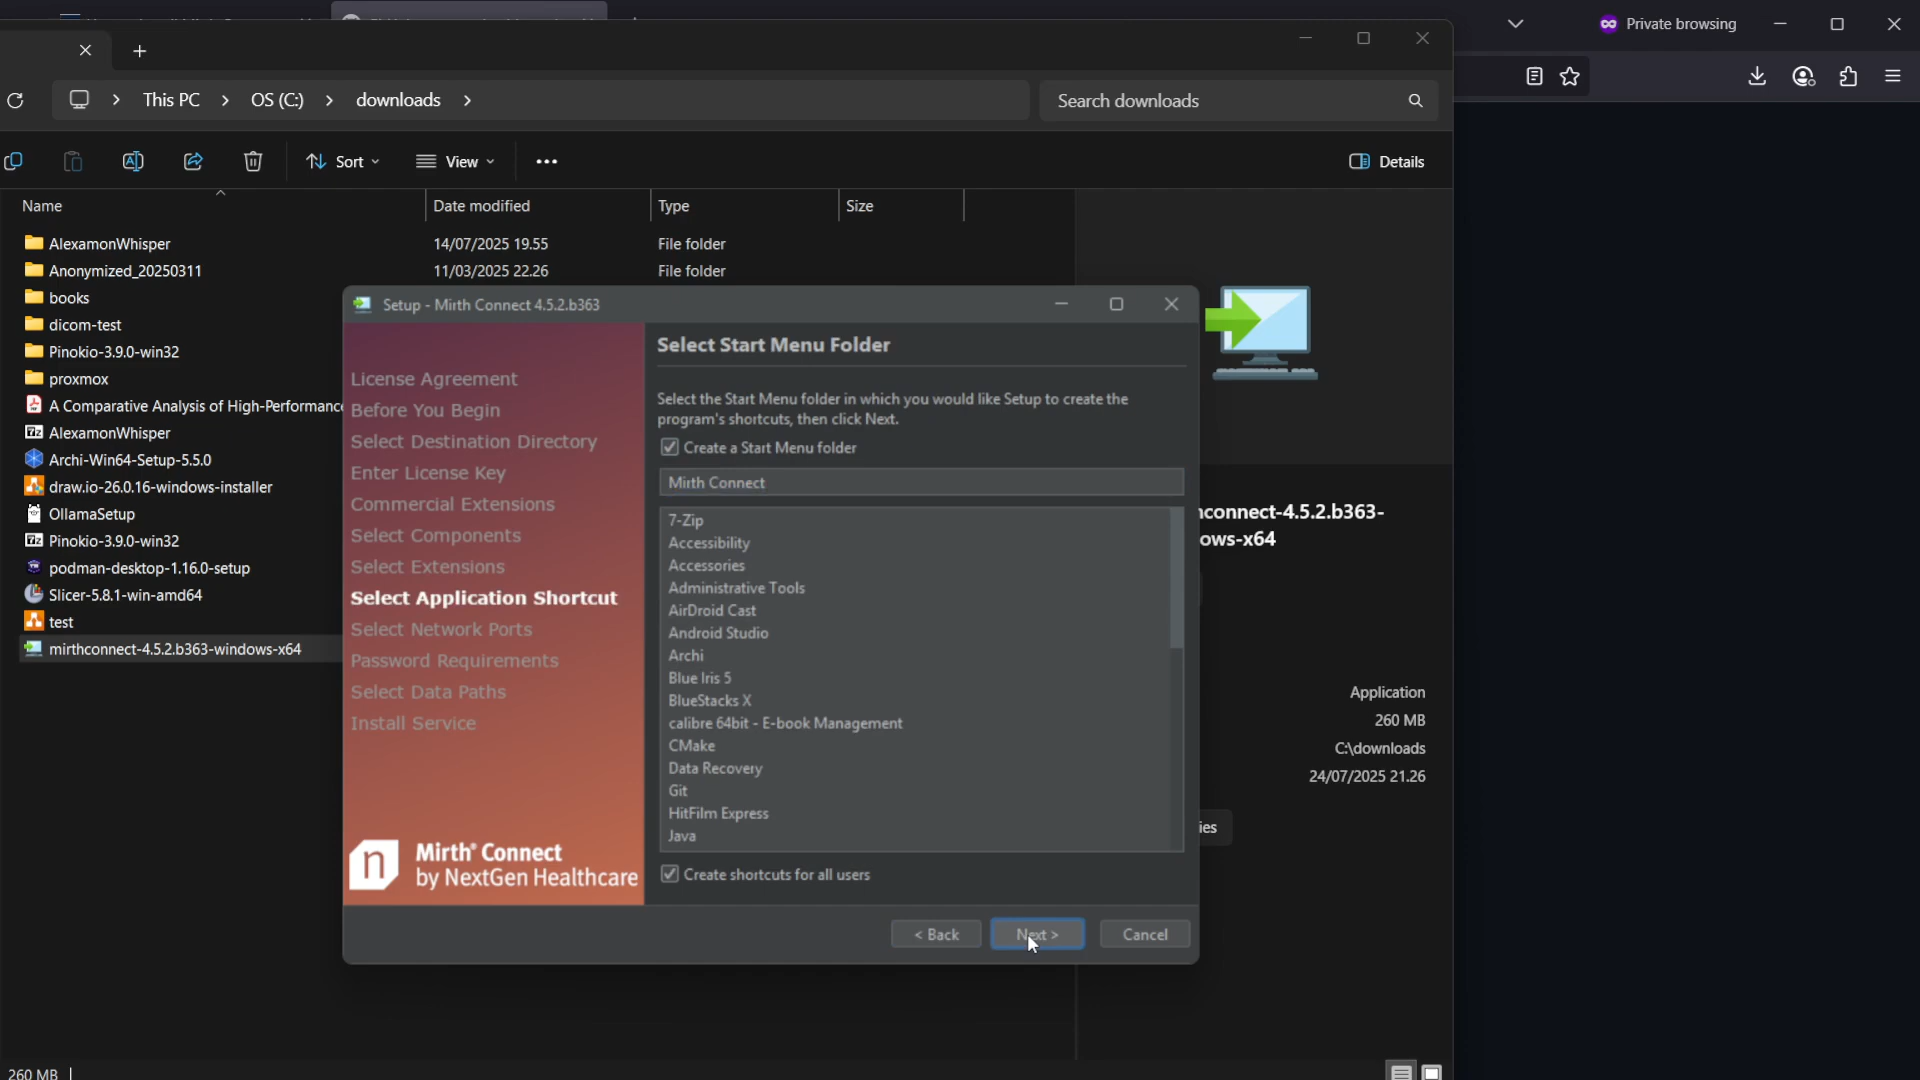 Private browsing
This PC > OS (C:) > downloads >
Search downloads
Sort
View
•••
Details
Name
Date modified
Type
Size
AlexamonWhisper
14/07/2025 19.55
File folder
Anonymized_20250311
11/03/2025 22.26
File folder
books
dicom-test
Pinokio-3.9.0-win32
proxmox
A Comparative Analysis of High-Performance
AlexamonWhisper
Archi-Win64-Setup-5.5.0
draw.io-26.0.16-windows-installer
OllamaSetup
Pinokio-3.9.0-win32
podman-desktop-1.16.0-setup
Slicer-5.8.1-win-amd64
test
mirthconnect-4.5.2.b363-windows-x64
Setup - Mirth Connect 4.5.2.b363
License Agreement
Before You Begin
Select Destination Directory
Enter License Key
Commercial Extensions
Select Components
Select Extensions
Select Application Shortcut
Select Network Ports
Password Requirements
Select Data Paths
Install Service
n
Mirth® Connect
by NextGen Healthcare
Select Start Menu Folder
Select the Start Menu folder in which you would like Setup to create the
program's shortcuts, then click Next.
Create a Start Menu folder
Mirth Connect
7-Zip
Accessibility
Accessories
Administrative Tools
AirDroid Cast
Android Studio
Archi
Blue Iris 5
BlueStacks X
calibre 64bit - E-book Management
CMake
Data Recovery
Git
HitFilm Express
Java
Create shortcuts for all users
< Back
Next >
Cancel
connect-4.5.2.b363-
ows-x64
Application
260 MB
C:\downloads
24/07/2025 21.26
ies
260 MB